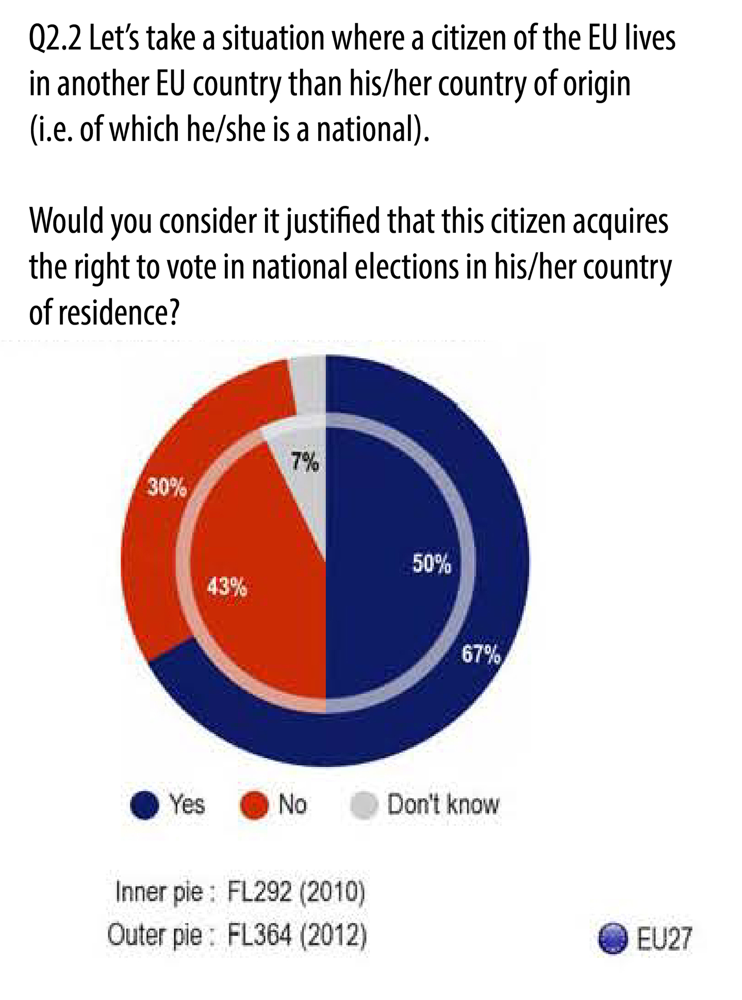 Q2.2 Let’s take a situation where a citizen of the EU lives
in another EU country than his/her country of origin
(i.e. of which he/she is a national).
Would you consider it justified that this citizen acquires
the right to vote in national elections in his/her country
of residence?
7%
30%
50%
43%
67%
Yes No Don't know
Inner pie : FL292 (2010)
Outer pie : FL364 (2012)
EU27